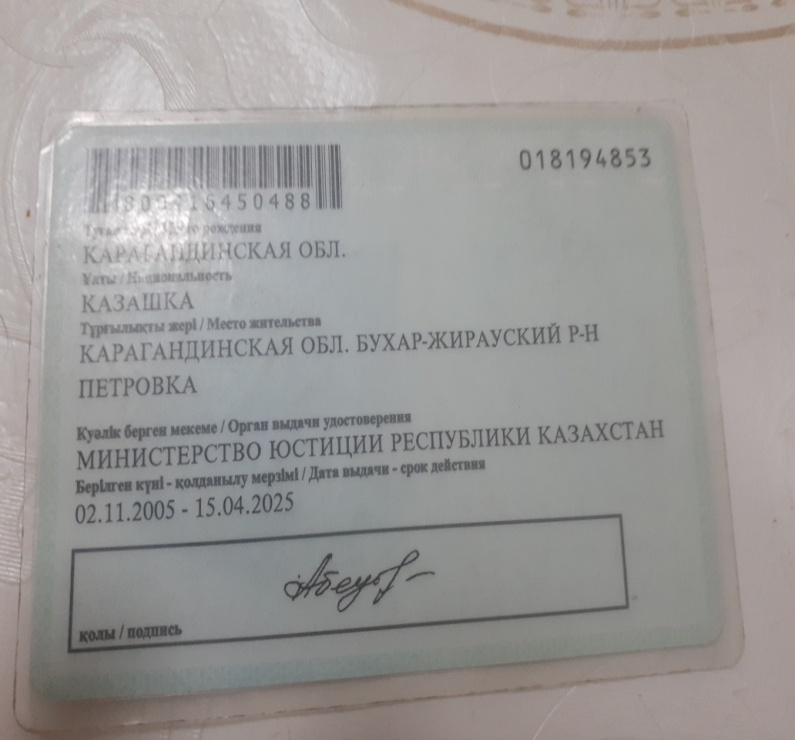 018194853
КАРАГАНДИНСКАЯ ОБЛ.
Ұлты / Национальность
КАЗАШКА
Тұрғылықты жері / Место жительства
КАРАГАНДИНСКАЯ ОБЛ. БУХАР-ЖИРАУСКИЙ Р-Н
ПЕТРОВКА
Куәлік берген мекеме / Орган выдачи удостоверения
МИНИСТЕРСТВО ЮСТИЦИИ РЕСПУБЛИКИ КАЗАХСТАН
Берілген күні - қолданылу мерзімі / Дата выдачи - срок действия
02.11.2005 - 15.04.2025
қолы / подпись